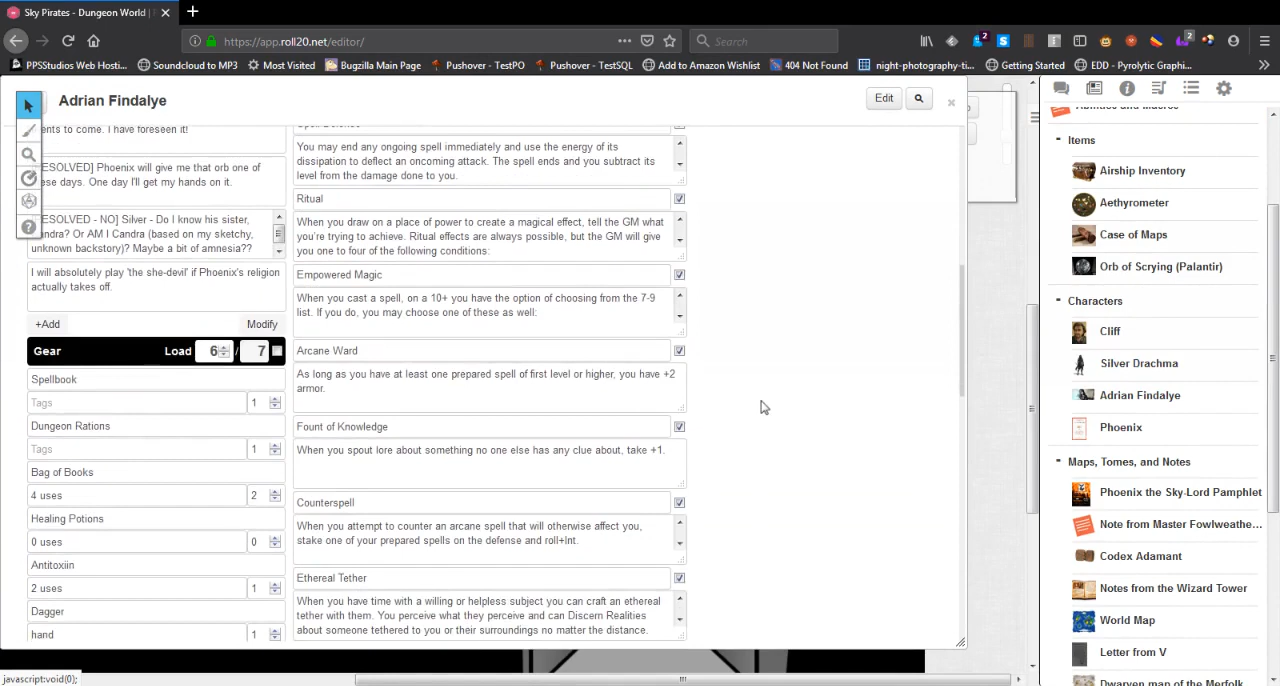 Sky Pirates - Dungeon World |
https://app.roll20.net/editor/
Search
2
2
PPSStudios Web Hosti...
Soundcloud to MP3
Most Visited
Bugzilla Main Page
Pushover - TestPO
Pushover - TestSQL
Add to Amazon Wishlist
404 Not Found
night-photography-ti...
Getting Started
EDD - Pyrolytic Graphi...
Adrian Findalye
Edit
ents to come. I have foreseen it!
ESOLVED] Phoenix will give me that orb one of
ese days. One day I'll get my hands on it.
ESOLVED - NO] Silver - Do I know his sister,
andra? Or AM I Candra (based on my sketchy,
unknown backstory)? Maybe a bit of amnesia??
I will absolutely play 'the she-devil' if Phoenix's religion
actually takes off.
+Add
Modify
Gear
Load
6
/
7
Spellbook
Tags
1
Dungeon Rations
Tags
1
Bag of Books
4 uses
2
Healing Potions
0 uses
0
Antitoxiin
2 uses
1
Dagger
hand
1
You may end any ongoing spell immediately and use the energy of its
dissipation to deflect an oncoming attack. The spell ends and you subtract its
level from the damage done to you.
Ritual
When you draw on a place of power to create a magical effect, tell the GM what
you're trying to achieve. Ritual effects are always possible, but the GM will give
you one to four of the following conditions:
Empowered Magic
When you cast a spell, on a 10+ you have the option of choosing from the 7-9
list. If you do, you may choose one of these as well:
Arcane Ward
As long as you have at least one prepared spell of first level or higher, you have +2
armor.
Fount of Knowledge
When you spout lore about something no one else has any clue about, take +1.
Counterspell
When you attempt to counter an arcane spell that will otherwise affect you,
stake one of your prepared spells on the defense and roll+Int.
Ethereal Tether
When you have time with a willing or helpless subject you can craft an ethereal
tether with them. You perceive what they perceive and can Discern Realities
about someone tethered to you or their surroundings no matter the distance.
Abilities and Macros
Items
Airship Inventory
Aethyrometer
Case of Maps
Orb of Scrying (Palantir)
Characters
Cliff
Silver Drachma
Adrian Findalye
Phoenix
Maps, Tomes, and Notes
Phoenix the Sky-Lord Pamphlet
Note from Master Fowlweathe...
Codex Adamant
Notes from the Wizard Tower
World Map
Letter from V
Dwarven map of the Merfolk
javascript:void(0);